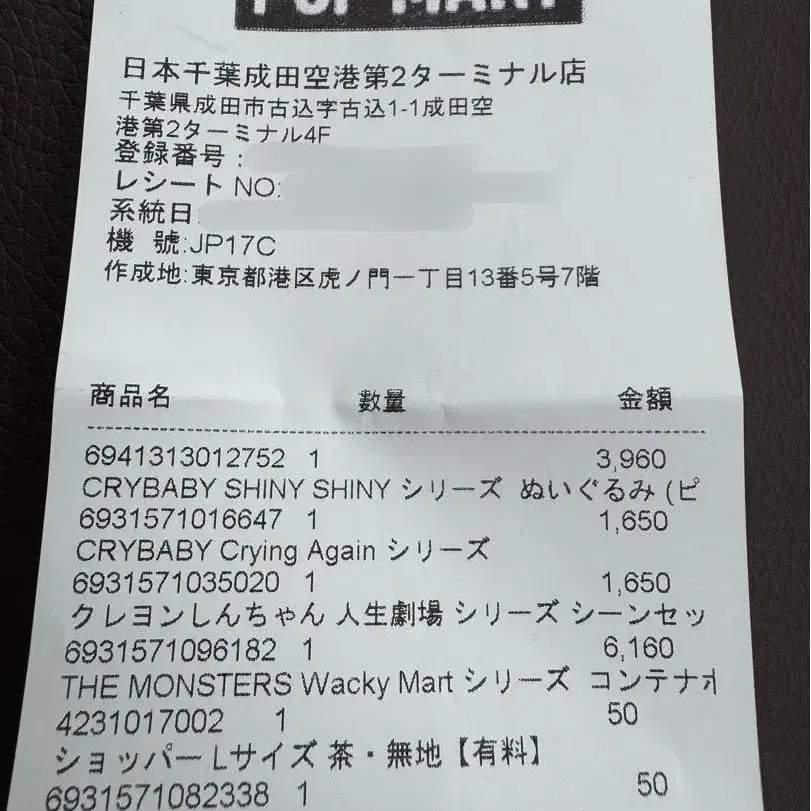 POP MART
日本千葉成田空港第2ターミナル店
千葉県成田市古込字古込1-1成田空
港第2ターミナル4F
登録番号:
レシート NO:
系統日:
機 號:JP17C
作成地:東京都港区虎ノ門一丁目13番5号7階
商品名 數量 金額
6941313012752 1 3,960
CRYBABY SHINY SHINY シリーズ ぬいぐるみ (ピ
6931571016647 1 1,650
CRYBABY Crying Again シリーズ
6931571035020 1 1,650
クレヨンしんちゃん 人生劇場 シリーズ シーンセッ
6931571096182 1 6,160
THE MONSTERS Wacky Mart シリーズ コンテナオ
4231017002 1 50
ショッパー Lサイズ 茶・無地【有料】
6931571082338 1 50